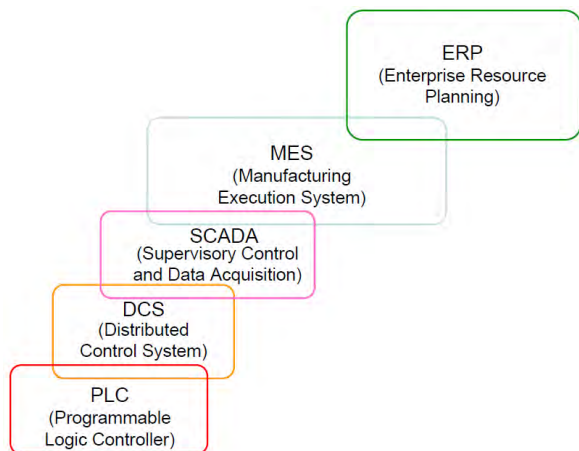 ERP
(Enterprise Resource
Planning)
MES
(Manufacturing
Execution System)
SCADA
(Supervisory Control
and Data Acquisition)
DCS
(Distributed
Control System)
PLC
(Programmable
Logic Controller)